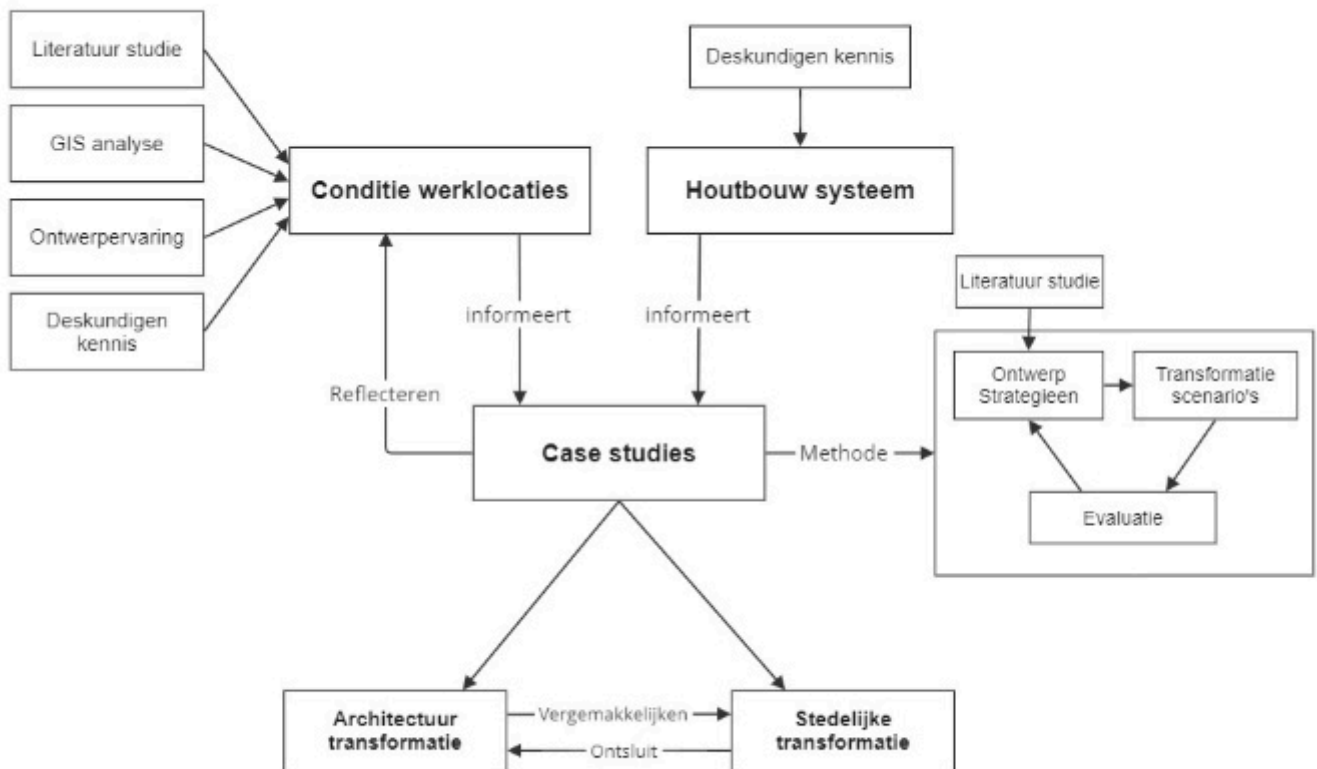 Literatuur studie
GIS analyse
Ontwerpervaring
Deskundigen
kennis
Conditie werklocaties
Deskundigen kennis
Houtbouw systeem
informeert
informeert
Reflecteren
Case studies
Methode
Literatuur studie
Ontwerp
Strategieen
Transformatie
scenario's
Evaluatie
Architectuur
transformatie
Vergemakkelijken
Ontsluit
Stedelijke
transformatie